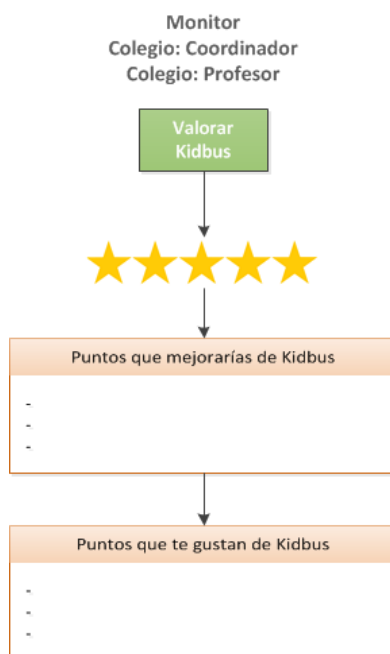 Monitor
Colegio: Coordinador
Colegio: Profesor
Valorar
Kidbus
Puntos que mejorarías de Kidbus
-
-
-
Puntos que te gustan de Kidbus
-
-
-